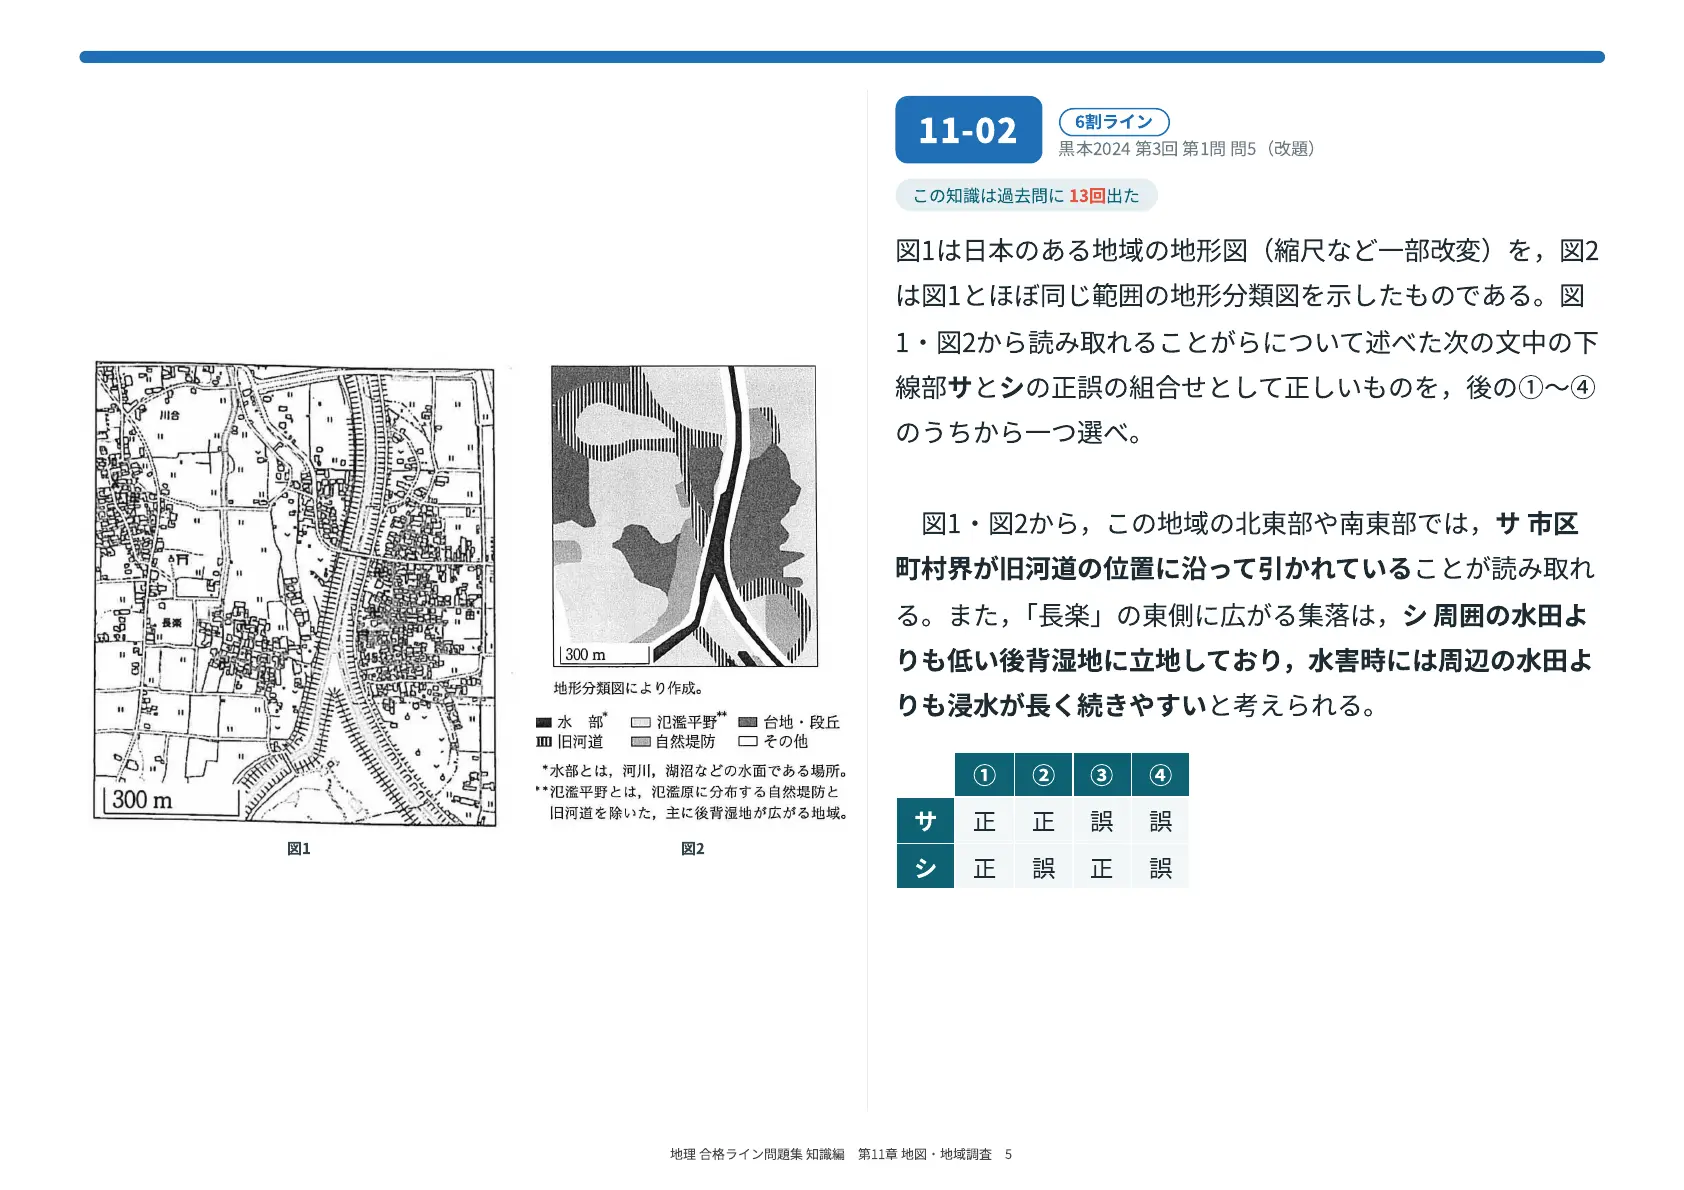 11-02
6割ライン
黒本2024 第3回 第1問 問5（改題）
この知識は過去問に 13回出た
図1は日本のある地域の地形図（縮尺など一部改変）を，図2
は図1とほぼ同じ範囲の地形分類図を示したものである。図
1・図2から読み取れることがらについて述べた次の文中の下
線部サとシの正誤の組合せとして正しいものを，後の①〜④
のうちから一つ選べ。
図1・図2から，この地域の北東部や南東部では，サ 市区
町村界が旧河道の位置に沿って引かれていることが読み取れ
る。また，「長楽」の東側に広がる集落は，シ 周囲の水田よ
りも低い後背湿地に立地しており，水害時には周辺の水田よ
りも浸水が長く続きやすいと考えられる。
① ② ③ ④
サ 正 正 誤 誤
シ 正 誤 正 誤
川合
長楽
300 m
図1
300 m
地形分類図により作成。
水　部* 氾濫平野** 台地・段丘
旧河道 自然堤防 その他
*水部とは，河川，湖沼などの水面である場所。
**氾濫平野とは，氾濫原に分布する自然堤防と
旧河道を除いた，主に後背湿地が広がる地域。
図2
地理 合格ライン問題集 知識編　第11章 地図・地域調査　5